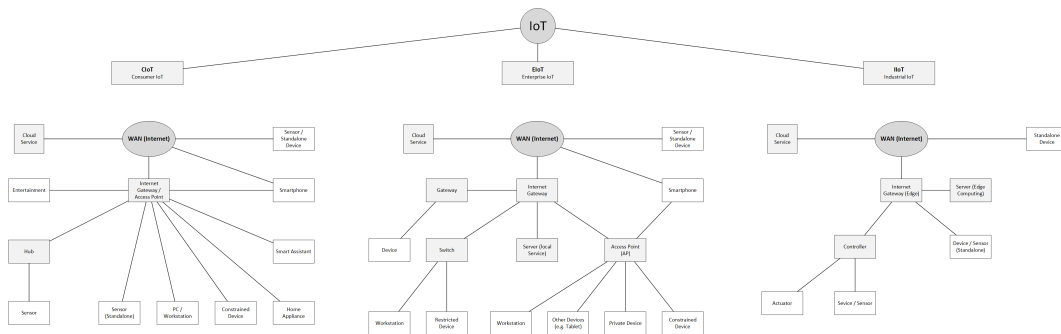 IoT
CIoT
Consumer IoT
EIoT
Enterprise IoT
IIoT
Industrial IoT
Cloud
Service
WAN (Internet)
Sensor /
Standalone
Device
Entertainment
Internet
Gateway /
Access Point
Smartphone
Hub
Smart Assistant
Sensor
Sensor
(Standalone)
PC /
Workstation
Constrained
Device
Home
Appliance
Cloud
Service
WAN (Internet)
Sensor /
Standalone
Device
Gateway
Internet
Gateway
Smartphone
Device
Switch
Server (local
Service)
Access Point
(AP)
Workstation
Restricted
Device
Workstation
Other Devices
(e.g. Tablet)
Private Device
Constrained
Device
Cloud
Service
WAN (Internet)
Standalone
Device
Internet
Gateway (Edge)
Server (Edge
Computing)
Controller
Device / Sensor
(Standalone)
Actuator
Sevice / Sensor